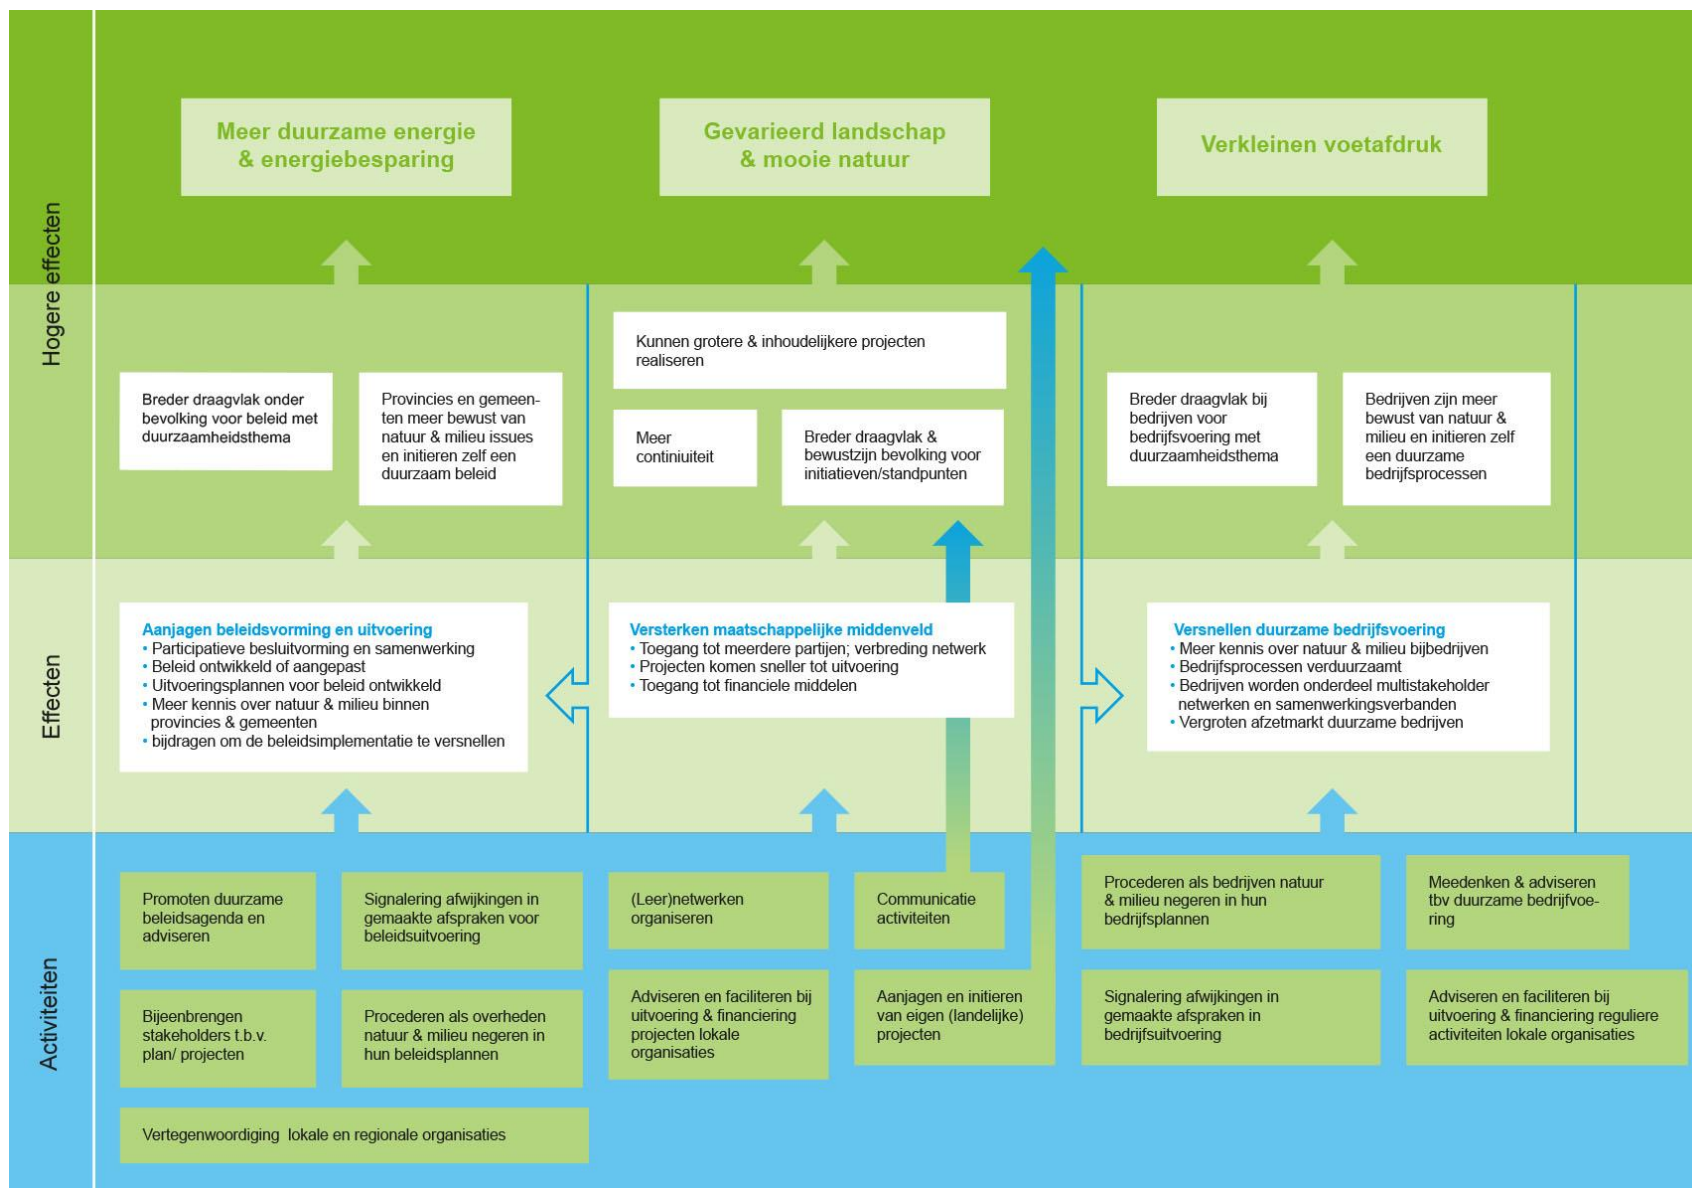 Hogere effecten
Meer duurzame energie
& energiebesparing
Gevarieerd landschap
& mooie natuur
Verkleinen voetafdruk
Breder draagvlak onder
bevolking voor beleid met
duurzaamheidsthema
Provincies en gemeen-
ten meer bewust van
natuur & milieu issues
en initieren zelf een
duurzaam beleid
Kunnen grotere & inhoudelijkere projecten
realiseren
Meer
continiuiteit
Breder draagvlak &
bewustzijn bevolking voor
initiatieven/standpunten
Breder draagvlak bij
bedrijven voor
bedrijfsvoering met
duurzaamheidsthema
Bedrijven zijn meer
bewust van natuur &
milieu en initieren zelf
een duurzame
bedrijfsprocessen
Effecten
Aanjagen beleidsvorming en uitvoering
• Participatieve besluitvorming en samenwerking
• Beleid ontwikkeld of aangepast
• Uitvoeringsplannen voor beleid ontwikkeld
• Meer kennis over natuur & milieu binnen
provincies & gemeenten
• bijdragen om de beleidsimplementatie te versnellen
Versterken maatschappelijke middenveld
• Toegang tot meerdere partijen; verbreding netwerk
• Projecten komen sneller tot uitvoering
• Toegang tot financiele middelen
Versnellen duurzame bedrijfsvoering
• Meer kennis over natuur & milieu bijbedrijven
• Bedrijfsprocessen verduurzaamt
• Bedrijven worden onderdeel multistakeholder
netwerken en samenwerkingsverbanden
• Vergroten afzetmarkt duurzame bedrijven
Activiteiten
Promoten duurzame
beleidsagenda en
adviseren
Signalering afwijkingen in
gemaakte afspraken voor
beleidsuitvoering
Bijeenbrengen
stakeholders t.b.v.
plan/ projecten
Procederen als overheden
natuur & milieu negeren in
hun beleidsplannen
Vertegenwoordiging lokale en regionale organisaties
(Leer)netwerken
organiseren
Communicatie
activiteiten
Adviseren en faciliteren bij
uitvoering & financiering
projecten lokale
organisaties
Aanjagen en initieren
van eigen (landelijke)
projecten
Procederen als bedrijven natuur
& milieu negeren in hun
bedrijfsplannen
Meedenken & adviseren
tbv duurzame bedrijfvoe-
ring
Signalering afwijkingen in
gemaakte afspraken in
bedrijfsuitvoering
Adviseren en faciliteren bij
uitvoering & financiering reguliere
activiteiten lokale organisaties